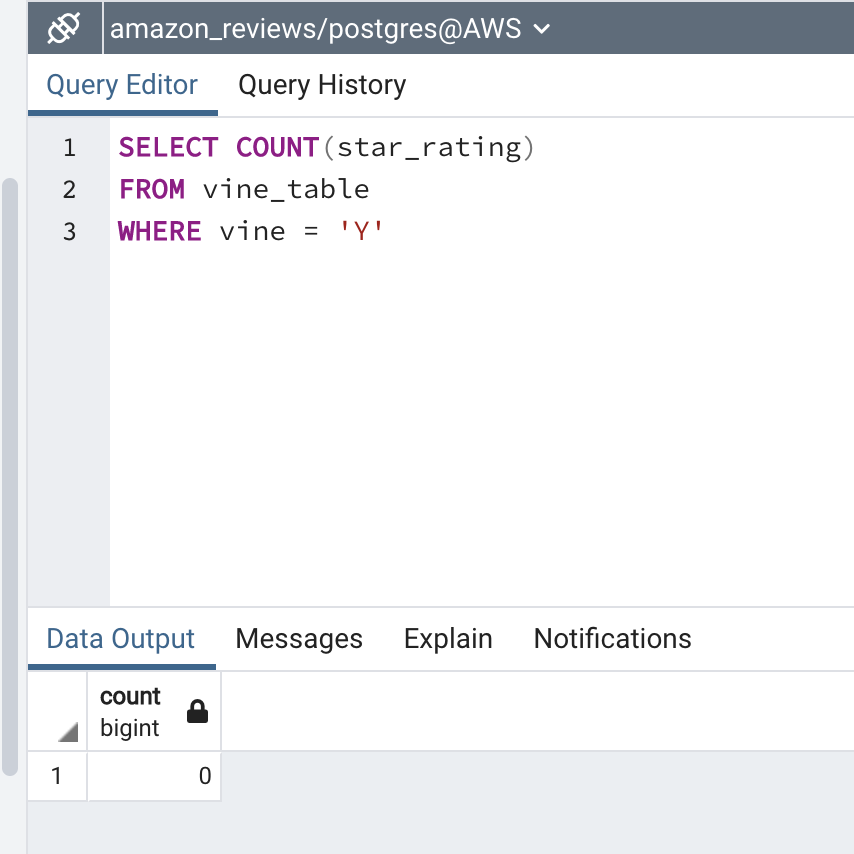 amazon_reviews/postgres@AWS
Query Editor Query History
1 SELECT COUNT(star_rating)
2 FROM vine_table
3 WHERE vine = 'Y'
Data Output Messages Explain Notifications
count
bigint
1 0